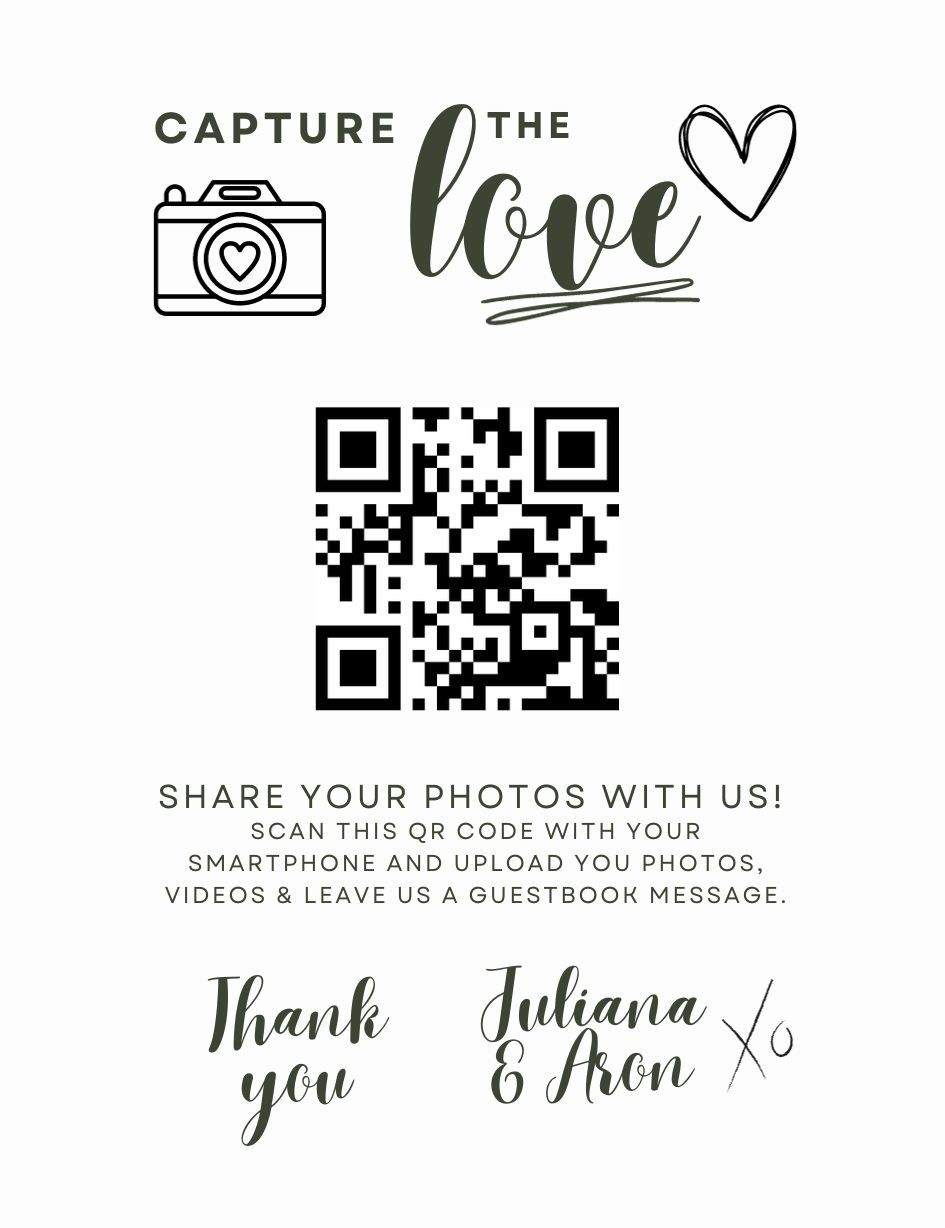 CAPTURE THE
love
SHARE YOUR PHOTOS WITH US!
SCAN THIS QR CODE WITH YOUR
SMARTPHONE AND UPLOAD YOU PHOTOS,
VIDEOS & LEAVE US A GUESTBOOK MESSAGE.
Thank
you
Juliana
& Aron
XO